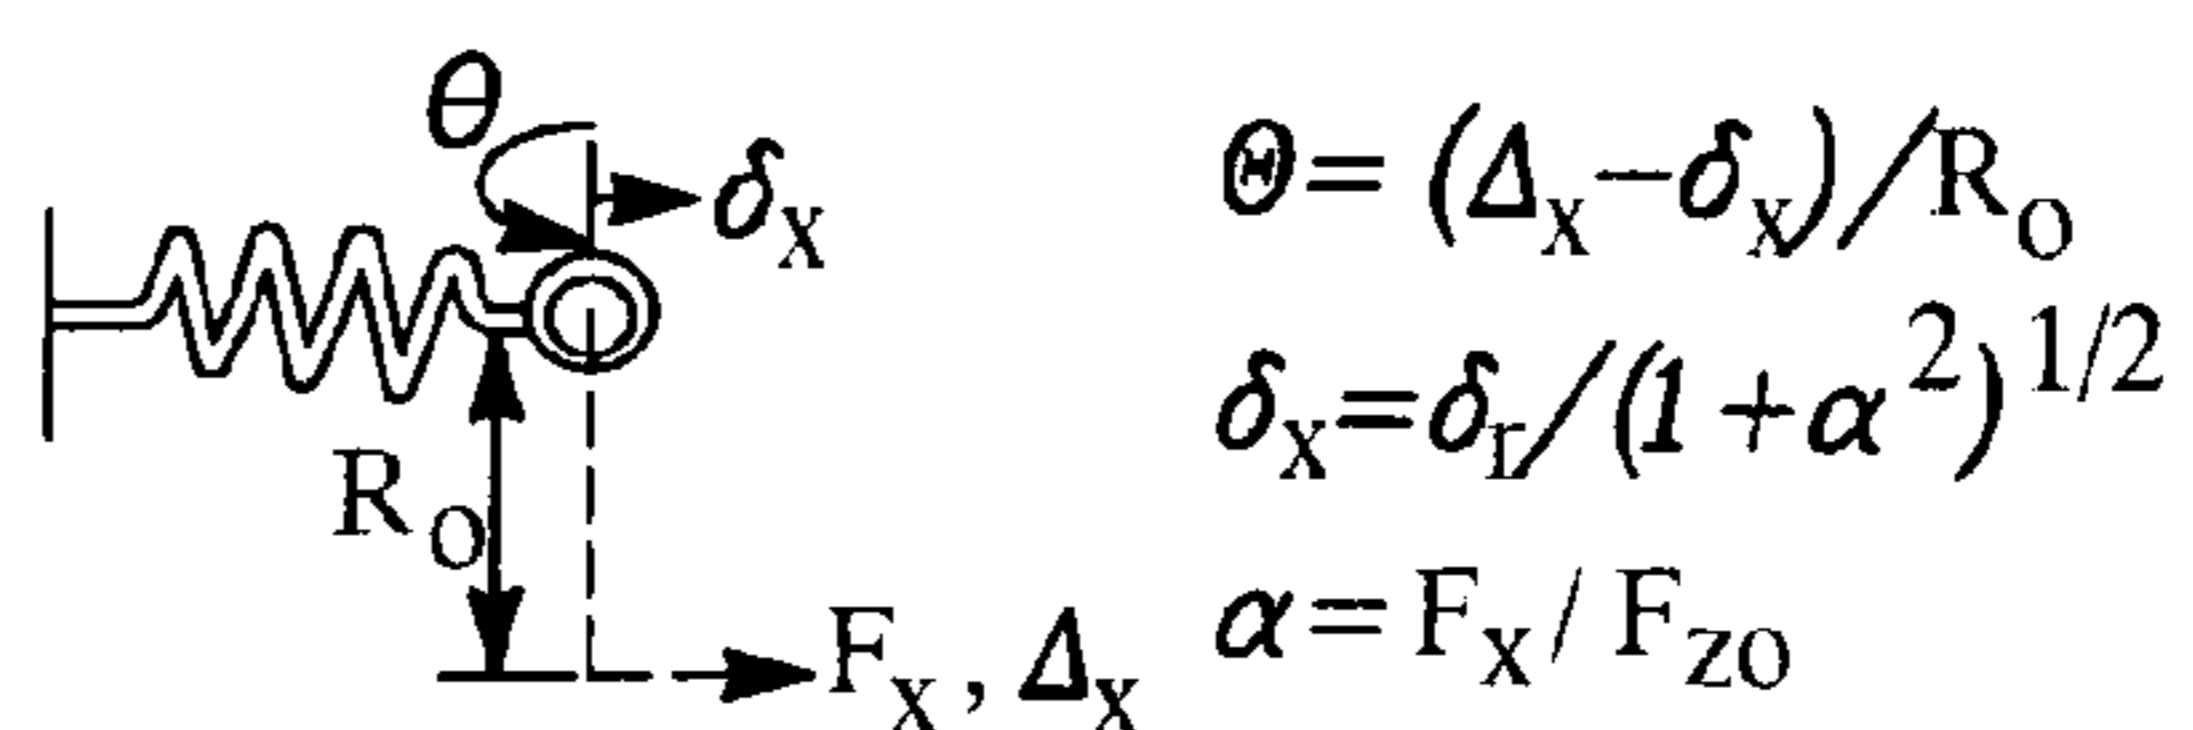 θ
δx
Ro
Fx, Δx
Θ= (Δx−δx)/Ro
δx=δr/(1+α²)^1/2
α=Fx/Fzo